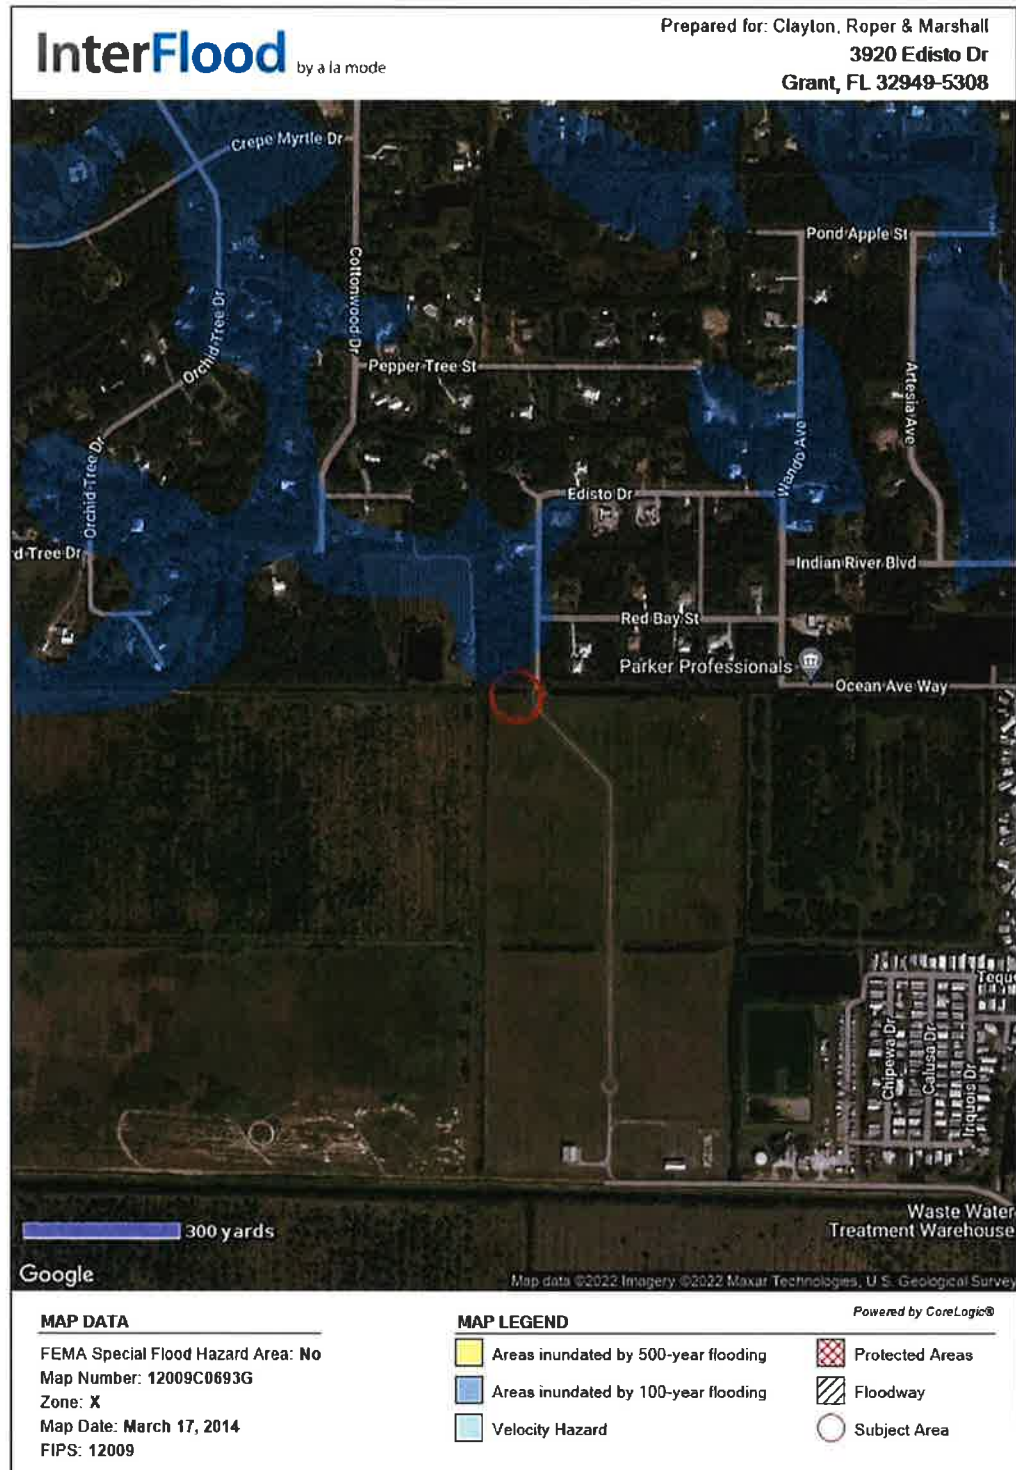 InterFlood by a la mode
Prepared for: Clayton, Roper & Marshall
3920 Edisto Dr
Grant, FL 32949-5308
Crepe Myrtle Dr
Pond Apple St
Cottonwood Dr
Orchid Tree Dr
Pepper Tree St
Artesia Ave
Wando Ave
Orchid Tree Dr
Edisto Dr
d Tree Dr
Indian River Blvd
Red Bay St
Parker Professionals
Ocean Ave Way
Teque
Chipewa Dr
Calusa Dr
Iriquois Dr
Waste Water
Treatment Warehouse
300 yards
Google
Map data ©2022 Imagery ©2022 Maxar Technologies, U.S. Geological Survey
MAP DATA
FEMA Special Flood Hazard Area: No
Map Number: 12009C0693G
Zone: X
Map Date: March 17, 2014
FIPS: 12009
MAP LEGEND
Powered by CoreLogic®
Areas inundated by 500-year flooding
Protected Areas
Areas inundated by 100-year flooding
Floodway
Velocity Hazard
Subject Area